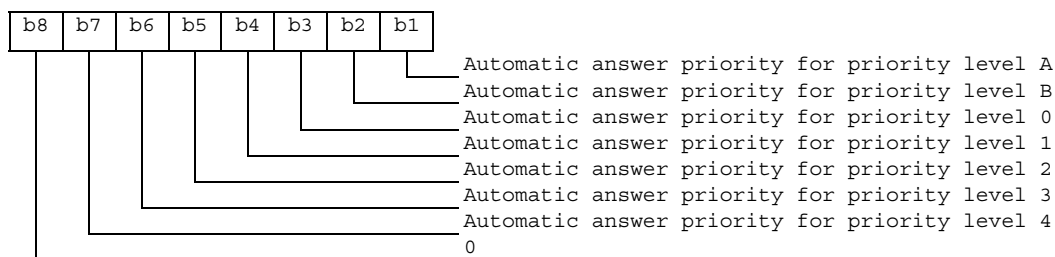 b8 b7 b6 b5 b4 b3 b2 b1
Automatic answer priority for priority level A
Automatic answer priority for priority level B
Automatic answer priority for priority level 0
Automatic answer priority for priority level 1
Automatic answer priority for priority level 2
Automatic answer priority for priority level 3
Automatic answer priority for priority level 4
0